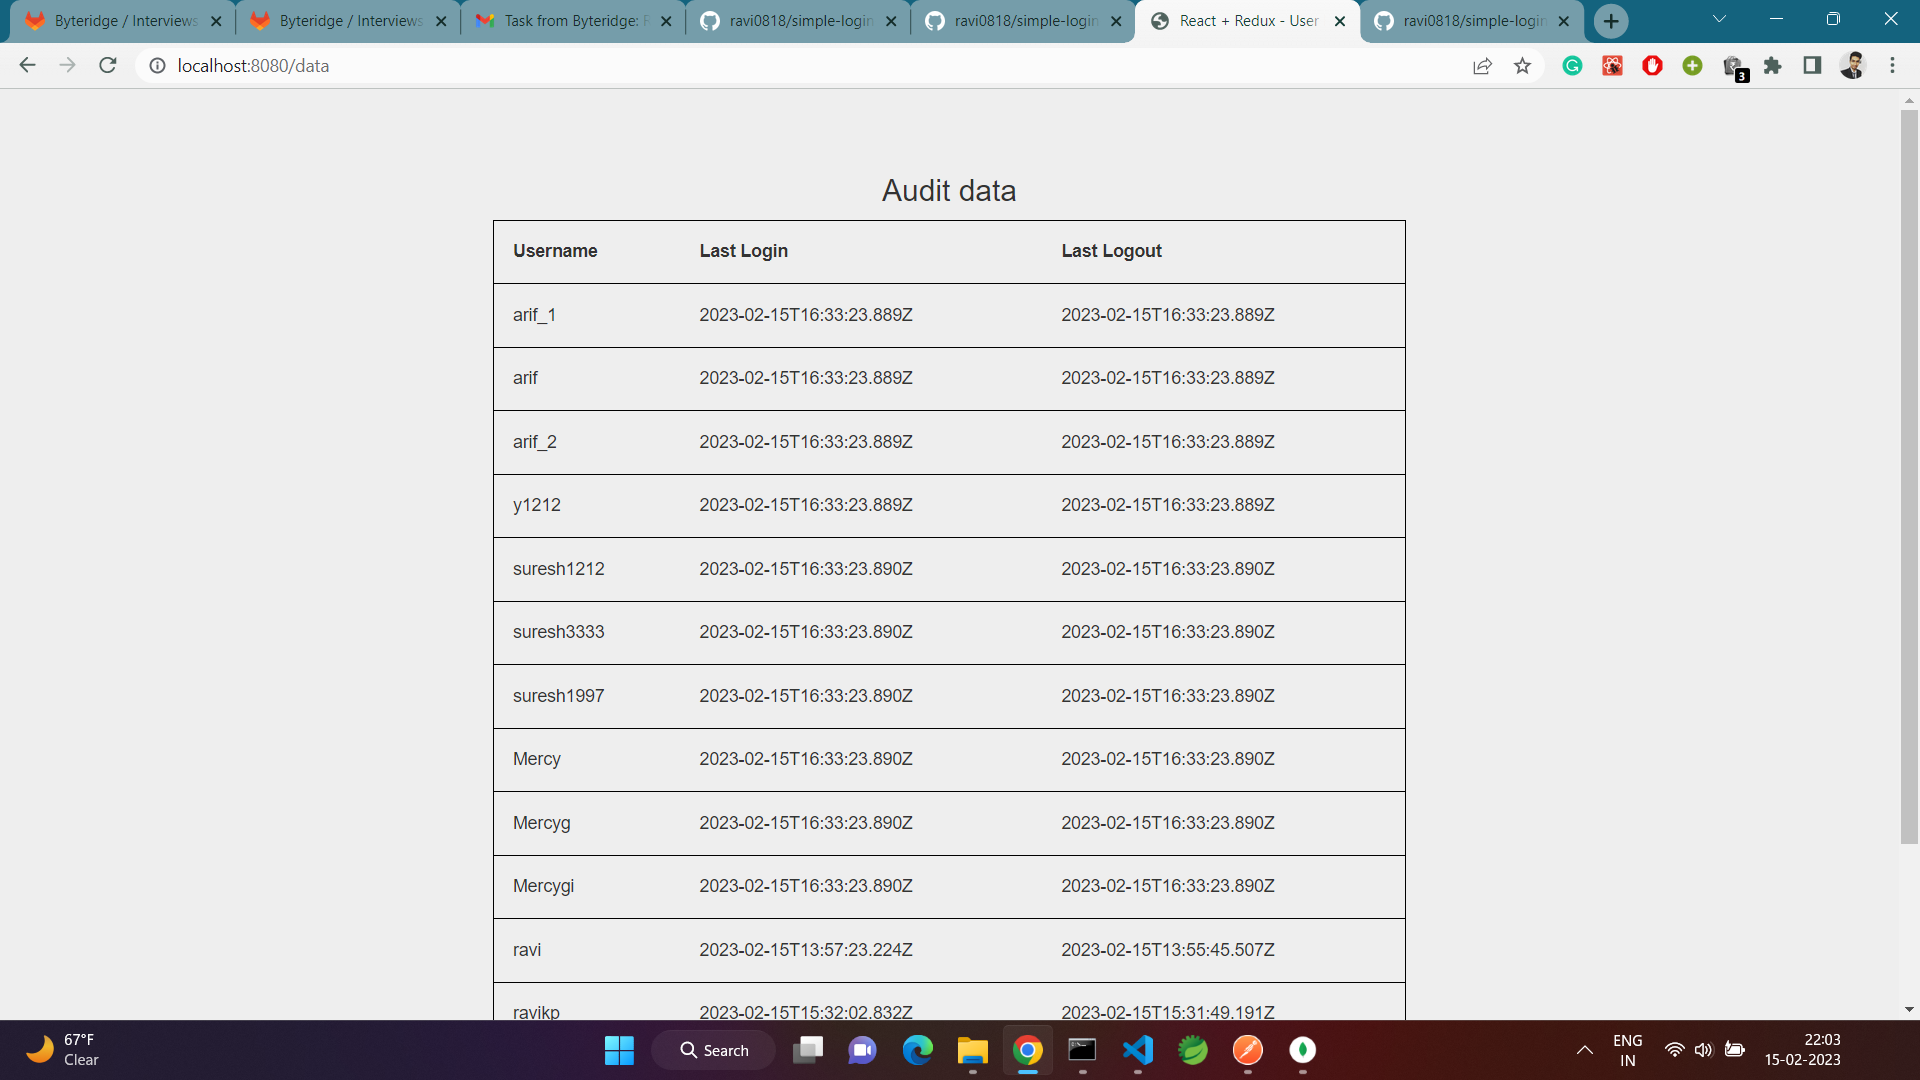 Byteridge / Interviews
Byteridge / Interviews
Task from Byteridge:
ravi0818/simple-login
ravi0818/simple-login
React + Redux - User
ravi0818/simple-login
localhost:8080/data
3
Audit data
Username Last Login Last Logout
arif_1 2023-02-15T16:33:23.889Z 2023-02-15T16:33:23.889Z
arif 2023-02-15T16:33:23.889Z 2023-02-15T16:33:23.889Z
arif_2 2023-02-15T16:33:23.889Z 2023-02-15T16:33:23.889Z
y1212 2023-02-15T16:33:23.889Z 2023-02-15T16:33:23.889Z
suresh1212 2023-02-15T16:33:23.890Z 2023-02-15T16:33:23.890Z
suresh3333 2023-02-15T16:33:23.890Z 2023-02-15T16:33:23.890Z
suresh1997 2023-02-15T16:33:23.890Z 2023-02-15T16:33:23.890Z
Mercy 2023-02-15T16:33:23.890Z 2023-02-15T16:33:23.890Z
Mercyg 2023-02-15T16:33:23.890Z 2023-02-15T16:33:23.890Z
Mercygi 2023-02-15T16:33:23.890Z 2023-02-15T16:33:23.890Z
ravi 2023-02-15T13:57:23.224Z 2023-02-15T13:55:45.507Z
ravikp 2023-02-15T15:32:02.832Z 2023-02-15T15:31:49.191Z
67°F
Clear
Search
ENG
IN
22:03
15-02-2023